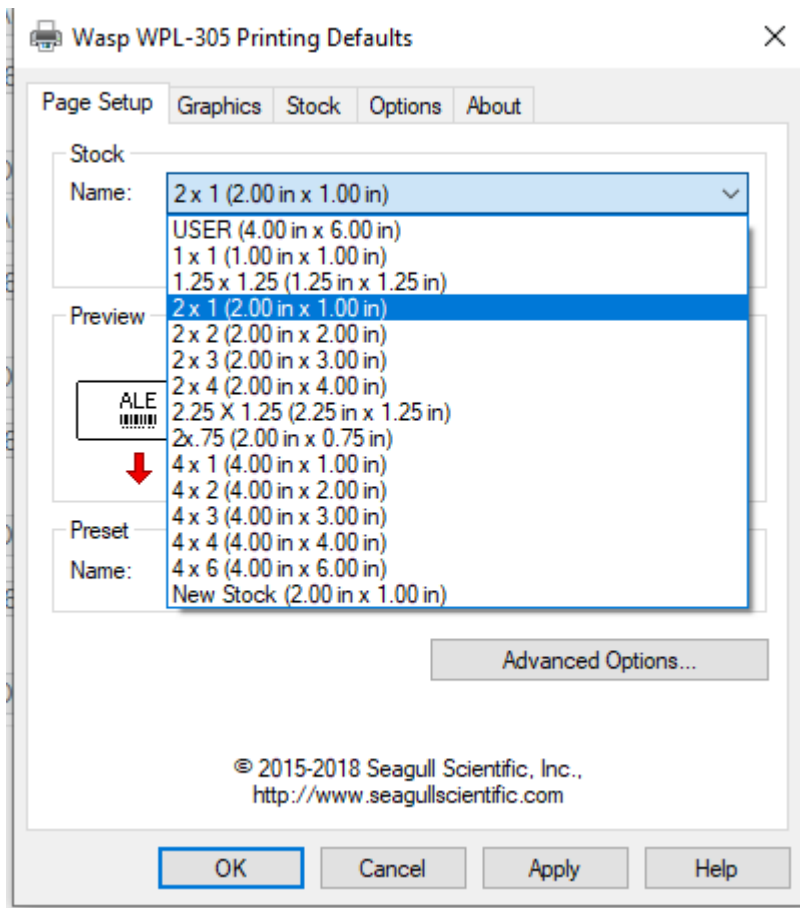 Wasp WPL-305 Printing Defaults
Page Setup Graphics Stock Options About
Stock
Name: 2 x 1 (2.00 in x 1.00 in)
USER (4.00 in x 6.00 in)
1 x 1 (1.00 in x 1.00 in)
1.25 x 1.25 (1.25 in x 1.25 in)
2 x 1 (2.00 in x 1.00 in)
2 x 2 (2.00 in x 2.00 in)
2 x 3 (2.00 in x 3.00 in)
2 x 4 (2.00 in x 4.00 in)
2.25 X 1.25 (2.25 in x 1.25 in)
2x.75 (2.00 in x 0.75 in)
4 x 1 (4.00 in x 1.00 in)
4 x 2 (4.00 in x 2.00 in)
4 x 3 (4.00 in x 3.00 in)
4 x 4 (4.00 in x 4.00 in)
4 x 6 (4.00 in x 6.00 in)
New Stock (2.00 in x 1.00 in)
Preview
ALE
Preset
Name:
Advanced Options...
© 2015-2018 Seagull Scientific, Inc.,
http://www.seagullscientific.com
OK Cancel Apply Help